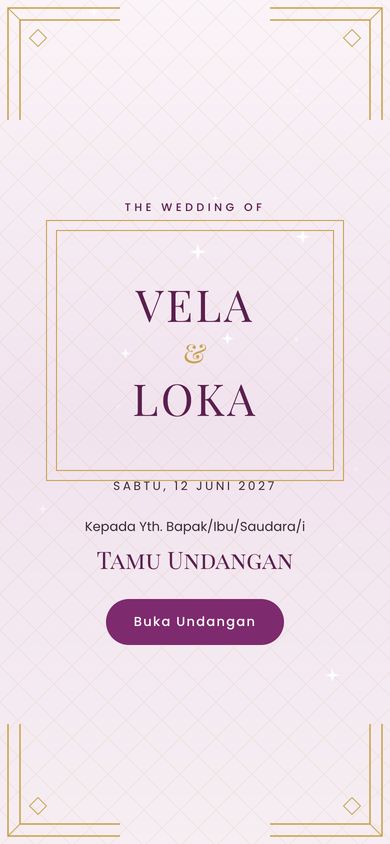 THE WEDDING OF
VELA
&
LOKA
SABTU, 12 JUNI 2027
Kepada Yth. Bapak/Ibu/Saudara/i
Tamu Undangan
Buka Undangan